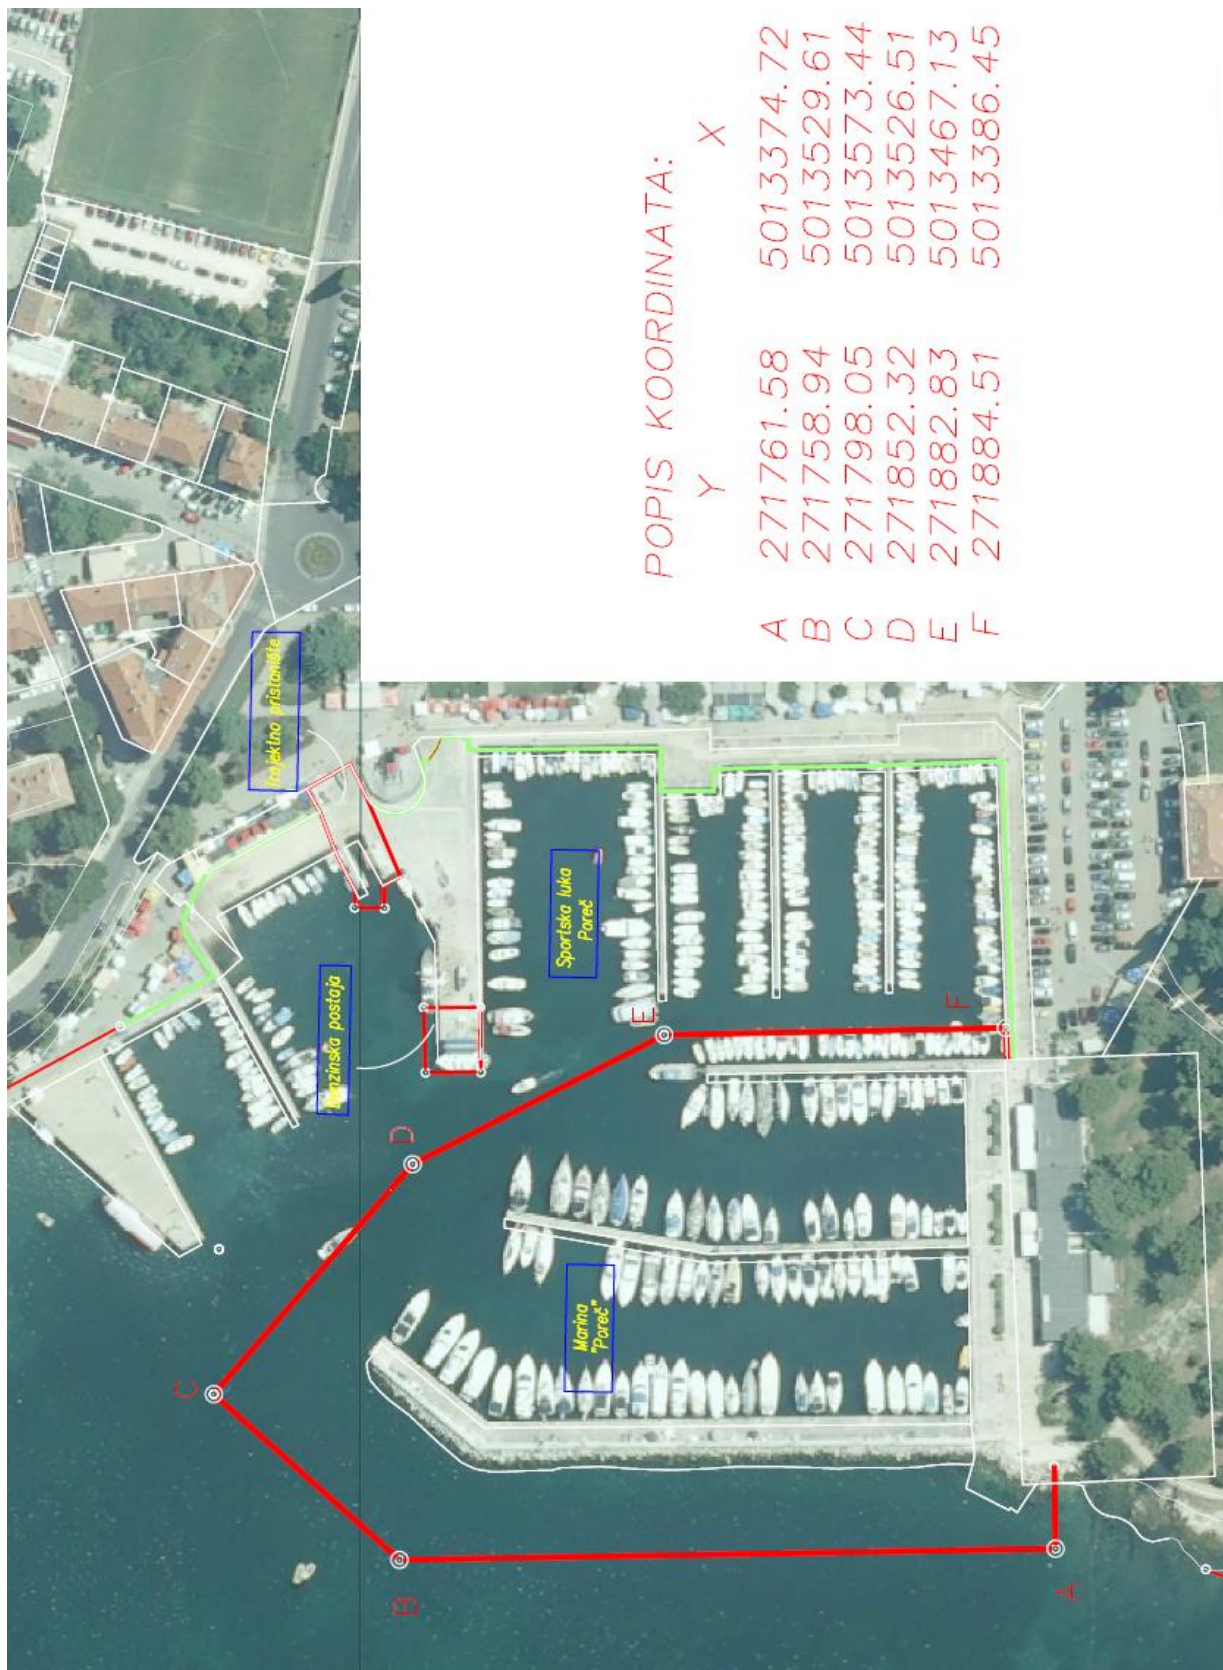 POPIS KOORDINATA:
Y X
A 271761.58 5013374.72
B 271758.94 5013529.61
C 271798.05 5013573.44
D 271852.32 5013526.51
E 271882.83 5013467.13
F 271884.51 5013386.45
Trajektno pristanište
Benzinska postaja
Sportska luka
Poreč
Marina
"Poreč"
A
B
C
D
E
F